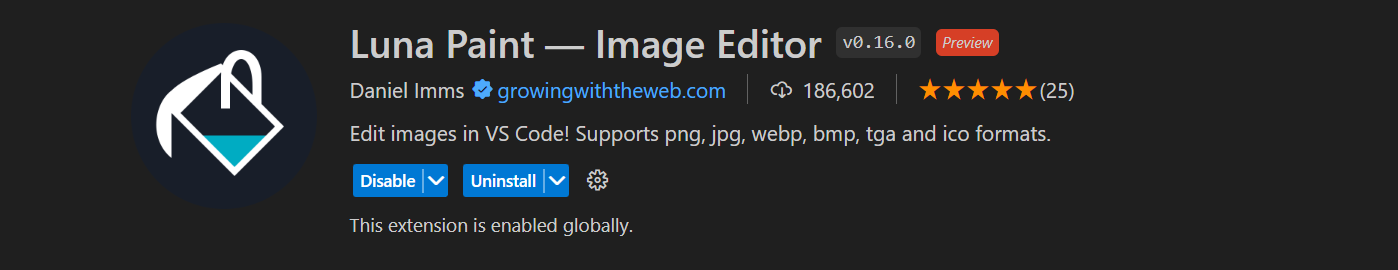 Luna Paint — Image Editor v0.16.0 Preview
Daniel Imms growingwiththeweb.com 186,602 ★★★★★(25)
Edit images in VS Code! Supports png, jpg, webp, bmp, tga and ico formats.
Disable Uninstall
This extension is enabled globally.